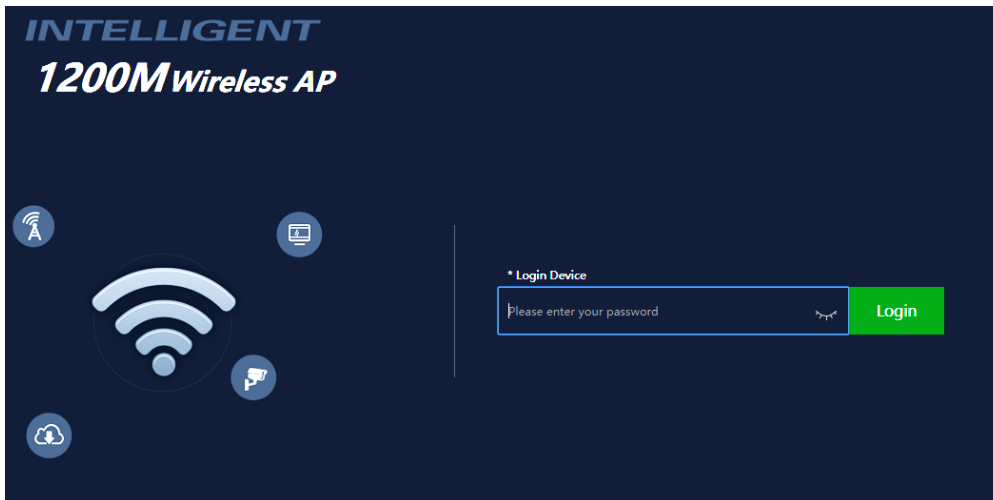 INTELLIGENT
1200M Wireless AP
* Login Device
Please enter your password
Login